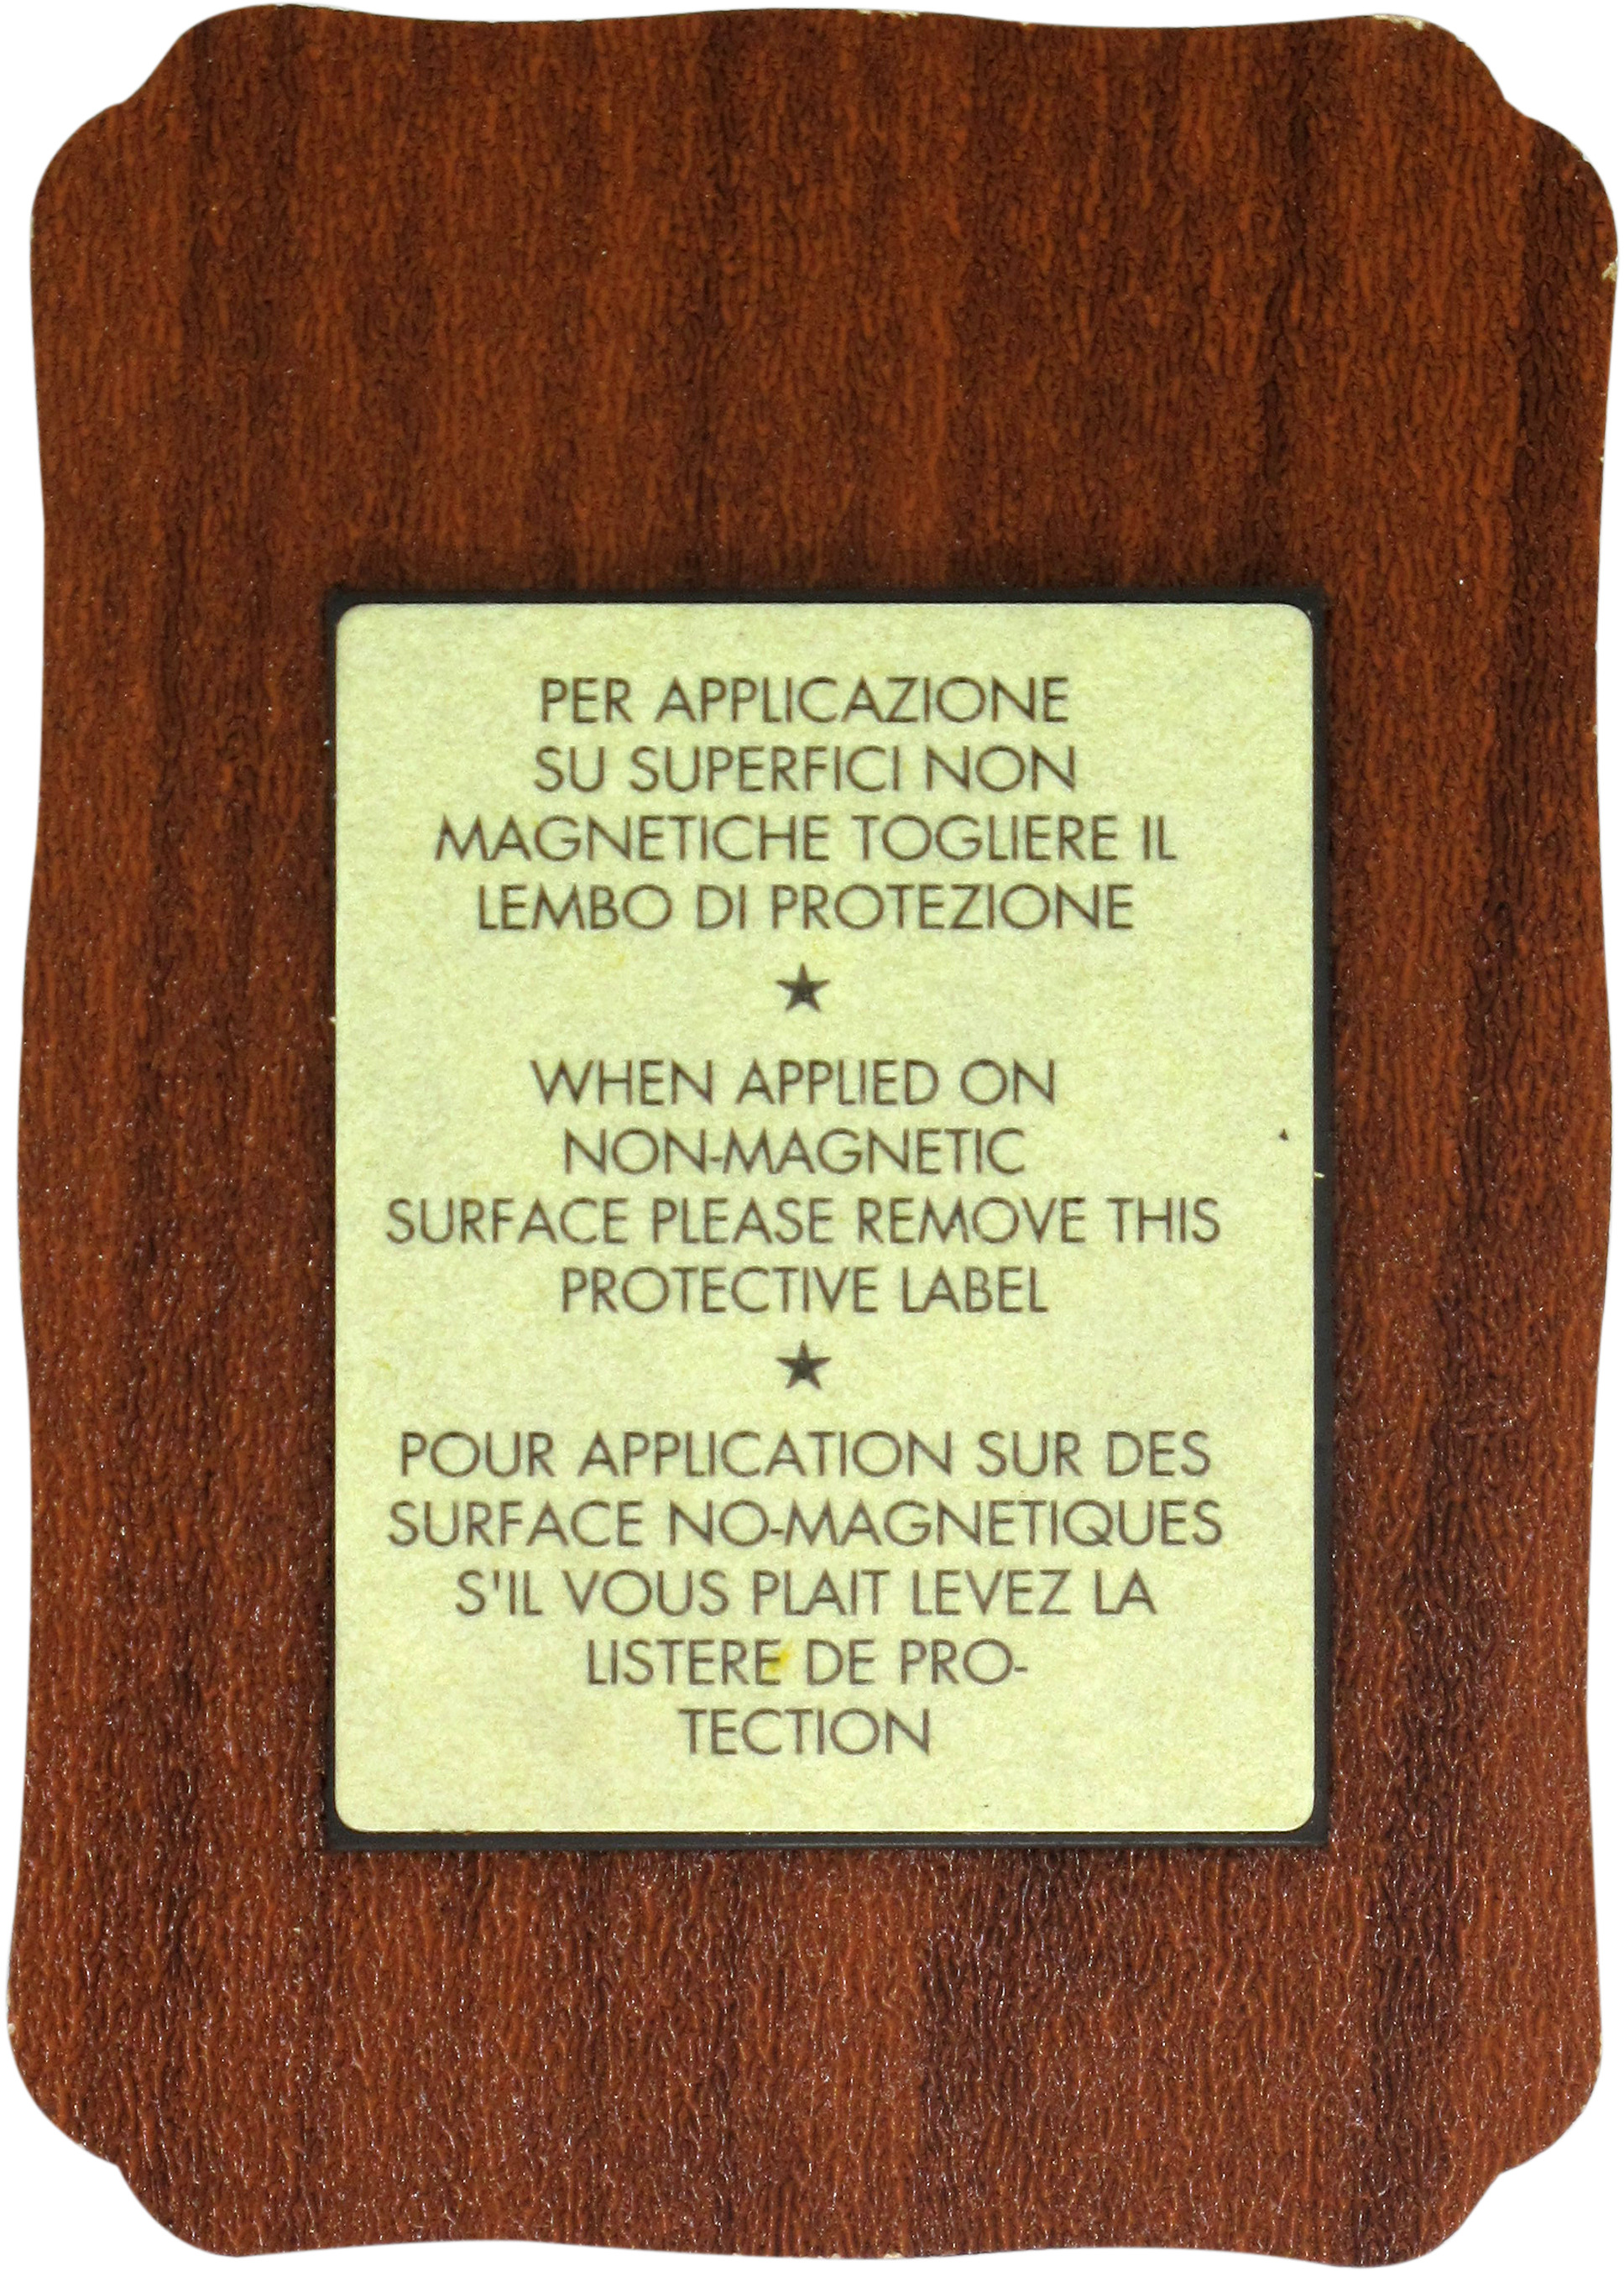 PER APPLICAZIONE
SU SUPERFICI NON
MAGNETICHE TOGLIERE IL
LEMBO DI PROTEZIONE
★
WHEN APPLIED ON
NON-MAGNETIC
SURFACE PLEASE REMOVE THIS
PROTECTIVE LABEL
★
POUR APPLICATION SUR DES
SURFACE NO-MAGNETIQUES
S'IL VOUS PLAIT LEVEZ LA
LISTERE DE PRO-
TECTION